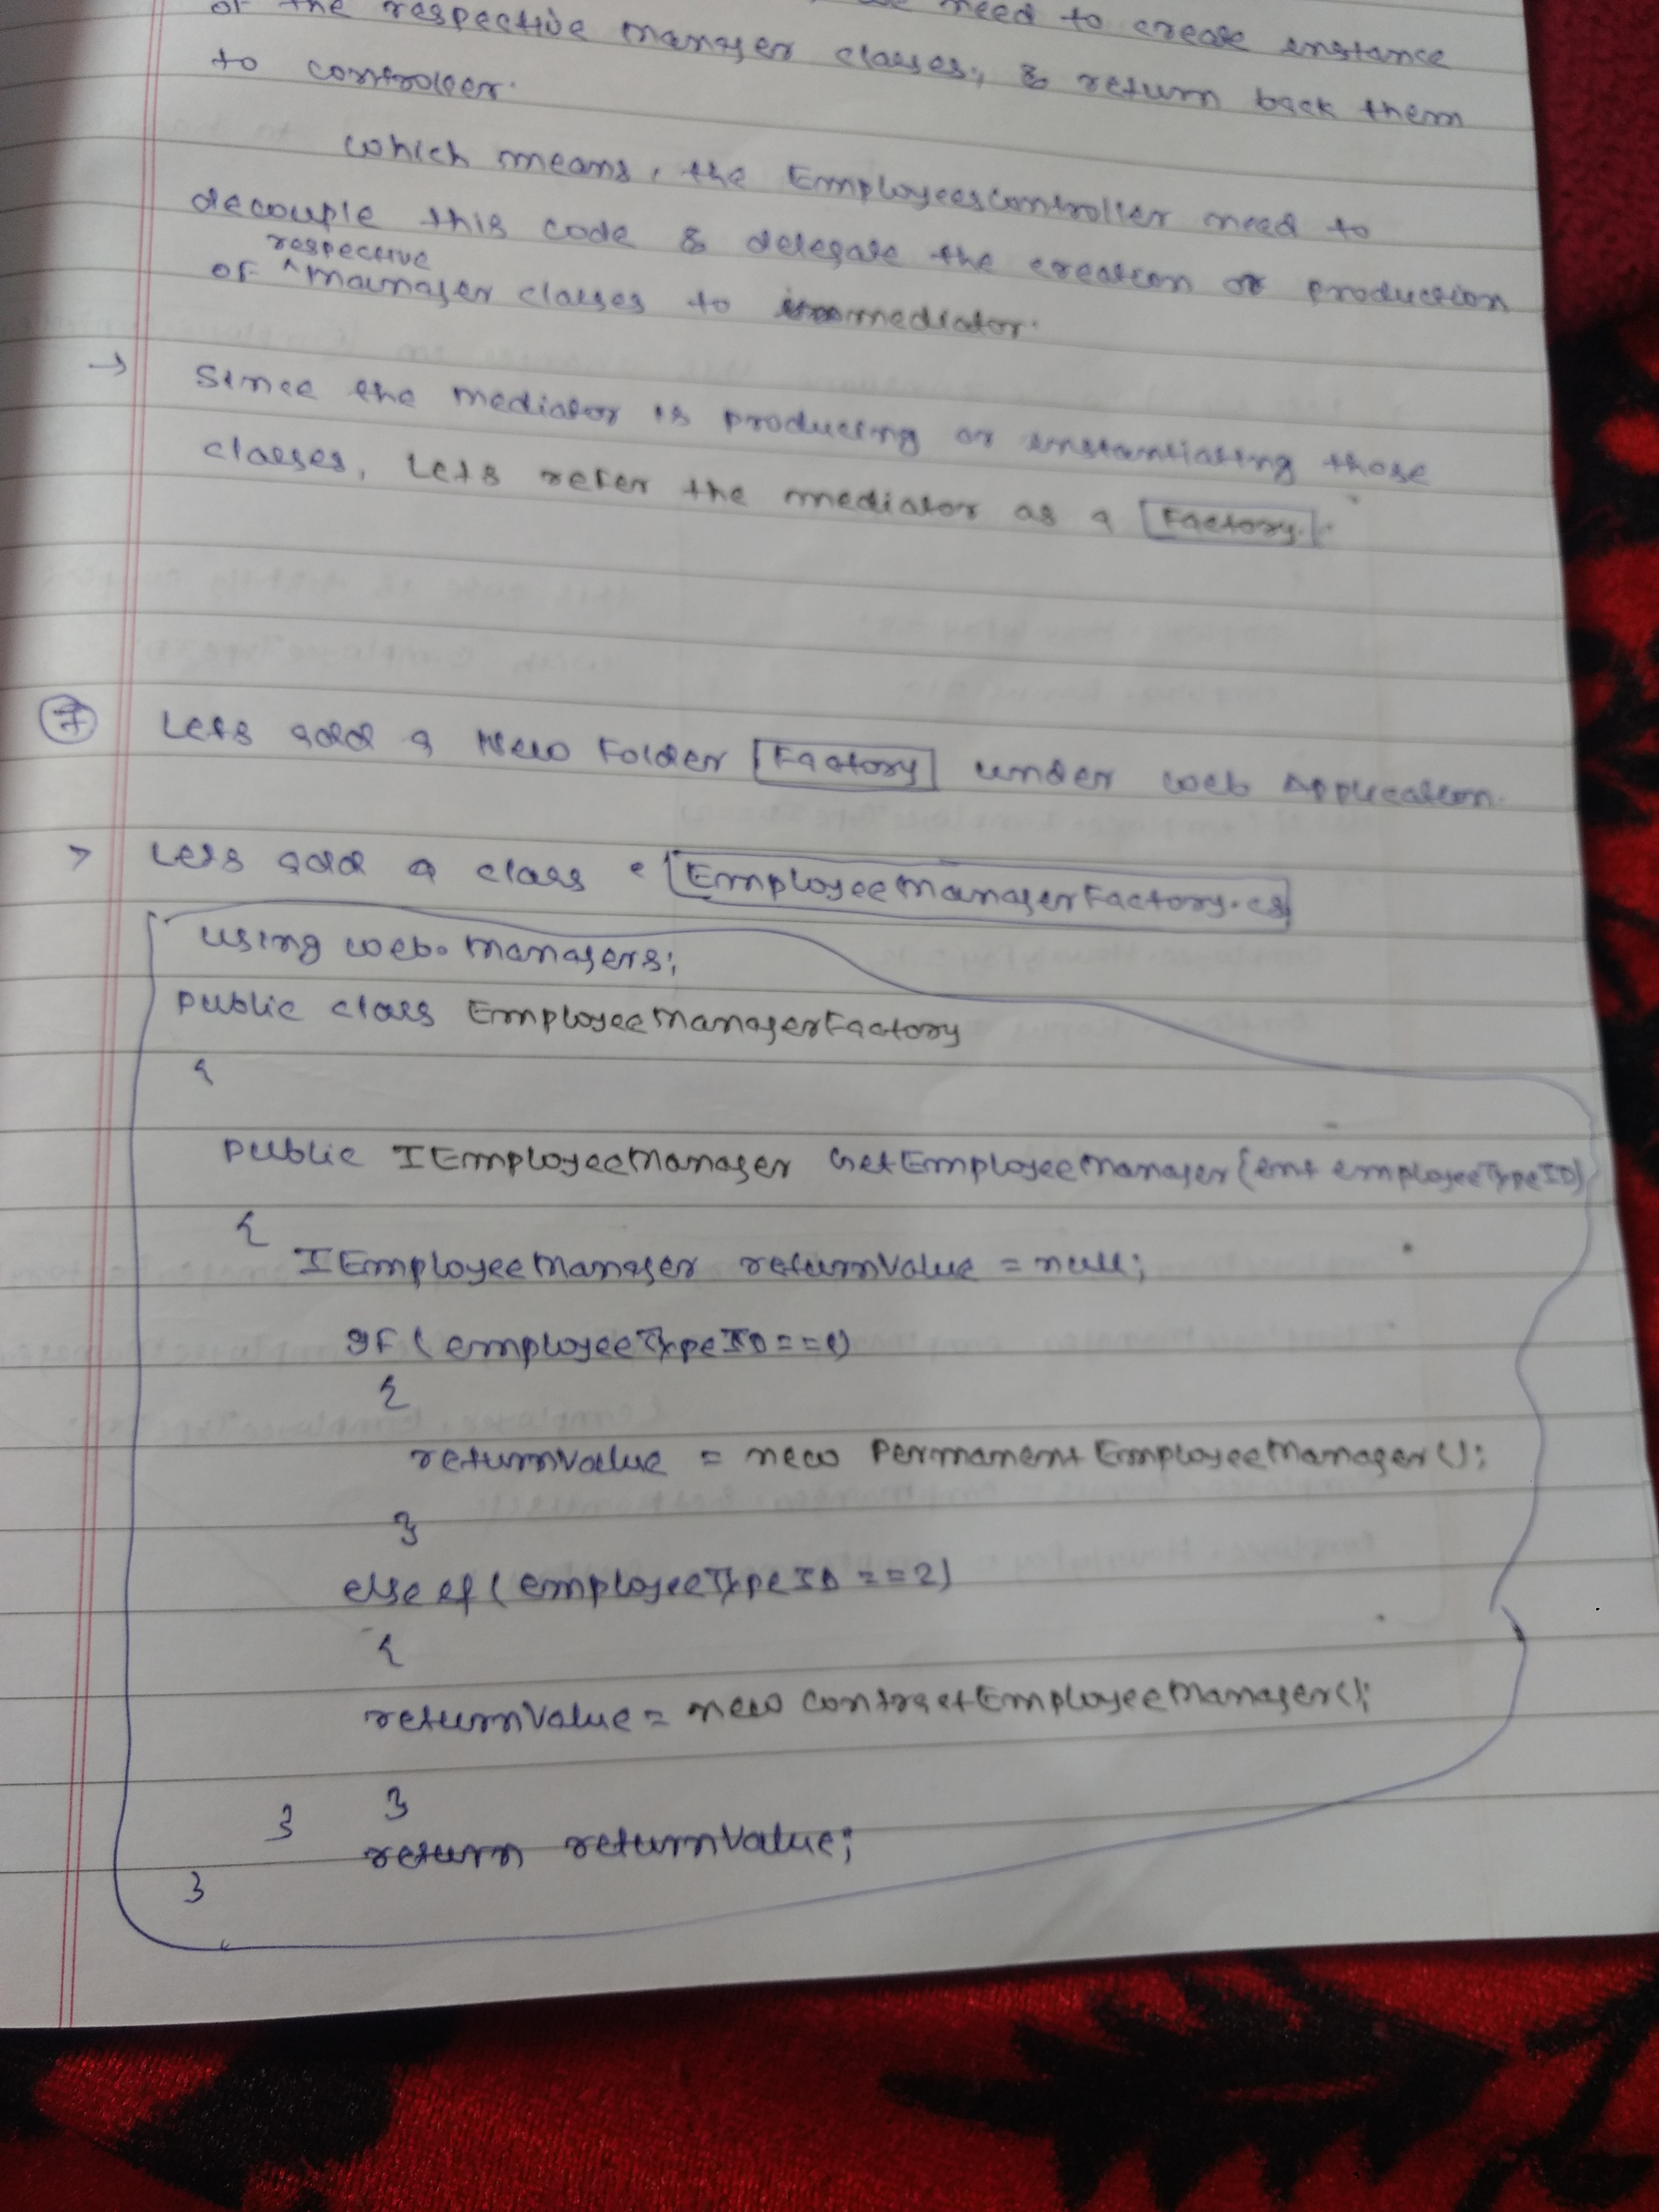 of the respective manager classes, & return back them
need to create instance
to controller.
which means, the EmployeesController need to
decouple this code & delegate the creation or production
respective
of ^ manager classes to mediator.
→ Since the mediator is producing or instantiating those
classes, Lets refer the mediator as a Factory.
7 Lets add a New Folder Factory under web Application.
> Lets add a class EmployeeManagerFactory.cs
using web.Managers;
public class EmployeeManagerFactory
{
public IEmployeeManager GetEmployeeManager(int employeeTypeID)
{
IEmployeeManager returnValue = null;
If (employeeTypeID==1)
{
returnValue = new PermanentEmployeeManager();
}
else if (employeeTypeID ==2)
{
returnValue = new contractEmployeeManager();
}
}
return returnValue;
}